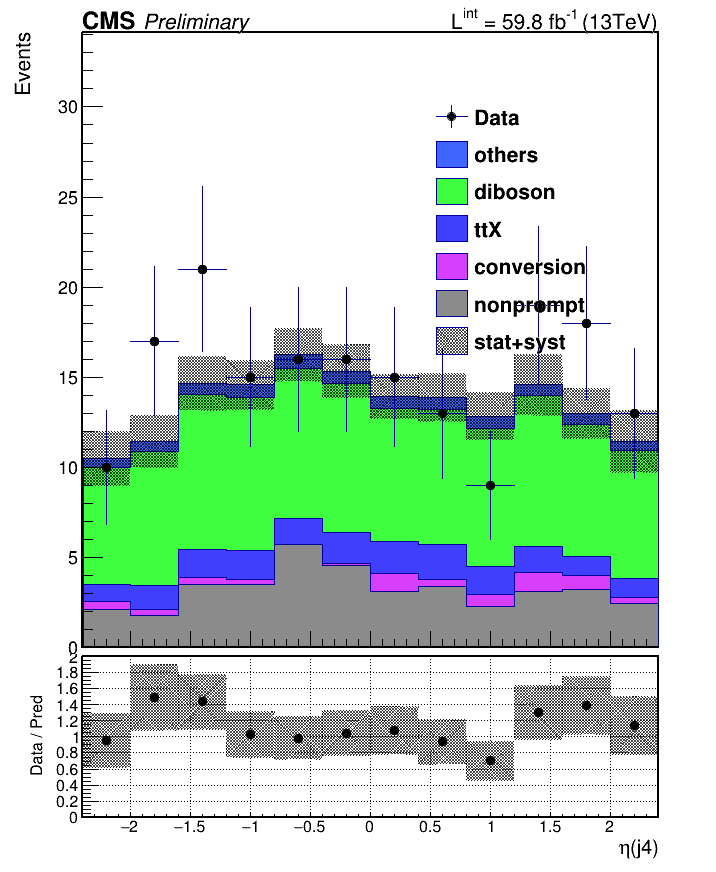 CMS Preliminary L^int = 59.8 fb^-1 (13TeV)
Events
30
25
20
15
10
5
0
Data
others
diboson
ttX
conversion
nonprompt
stat+syst
Data / Pred
2
1.8
1.6
1.4
1.2
1
0.8
0.6
0.4
0.2
0
−2 −1.5 −1 −0.5 0 0.5 1 1.5 2
η(j4)